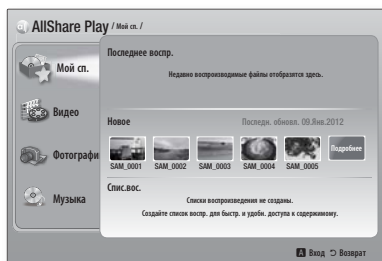 AllShare Play / Мой сп. /
Мой сп.
Видео
Фотографи
Музыка
Последнее воспр.
Недавно воспроизводимые файлы отобразятся здесь.
Новое
Последн. обновл. 09.Янв.2012
SAM_0001 SAM_0002 SAM_0003 SAM_0004 SAM_0005
Подробнее
Спис.вос.
Списки воспроизведения не созданы.
Создайте список воспр. для быстр. и удобн. доступа к содержимому.
A Вход Возврат